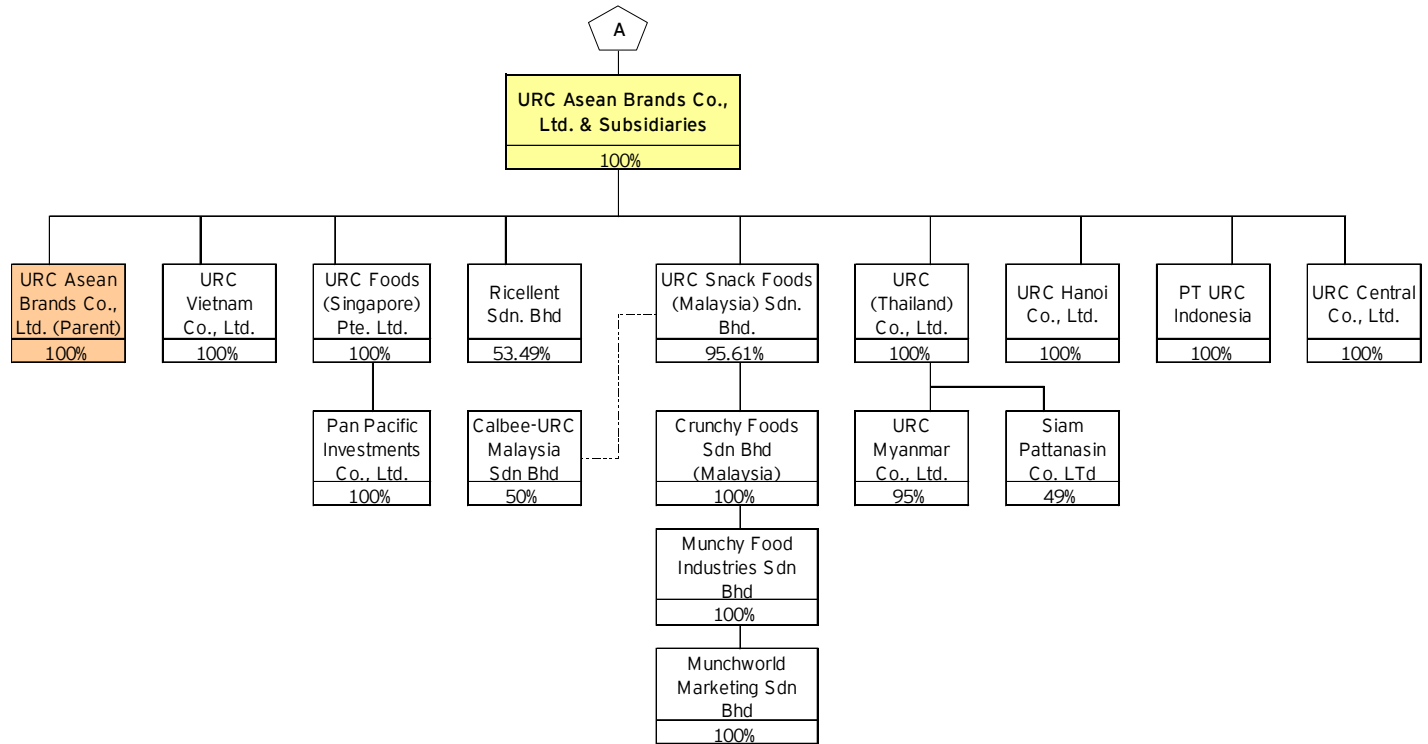 A
URC Asean Brands Co.,
Ltd. & Subsidiaries
100%
URC Asean
Brands Co.,
Ltd. (Parent)
100%
URC
Vietnam
Co., Ltd.
100%
URC Foods
(Singapore)
Pte. Ltd.
100%
Ricellent
Sdn. Bhd
53.49%
URC Snack Foods
(Malaysia) Sdn.
Bhd.
95.61%
URC
(Thailand)
Co., Ltd.
100%
URC Hanoi
Co., Ltd.
100%
PT URC
Indonesia
100%
URC Central
Co., Ltd.
100%
Pan Pacific
Investments
Co., Ltd.
100%
Calbee-URC
Malaysia
Sdn Bhd
50%
Crunchy Foods
Sdn Bhd
(Malaysia)
100%
URC
Myanmar
Co., Ltd.
95%
Siam
Pattanasin
Co. LTd
49%
Munchy Food
Industries Sdn
Bhd
100%
Munchworld
Marketing Sdn
Bhd
100%